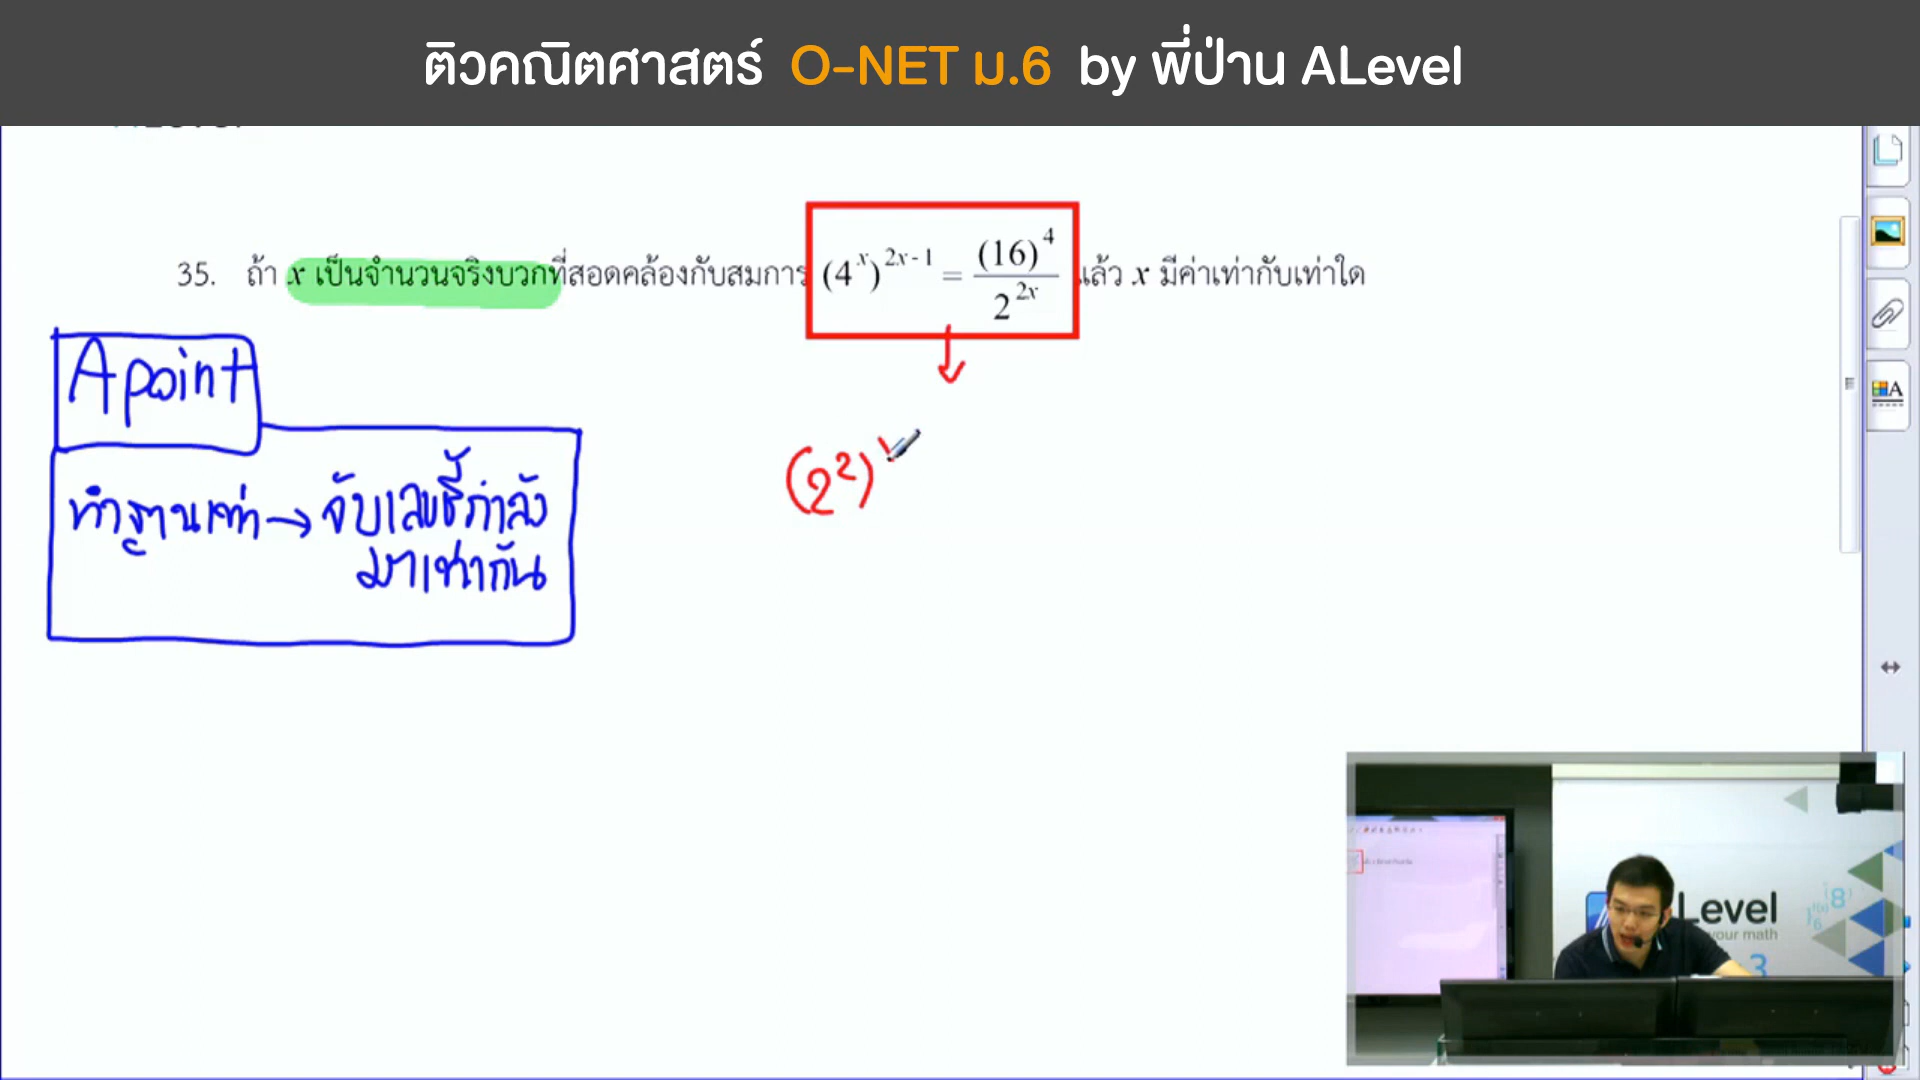 ติวคณิตศาสตร์ O-NET ม.6 by พี่ป่าน ALevel
35. ถ้า x เป็นจำนวนจริงบวกที่สอดคล้องกับสมการ (4^x)^{2x-1} = (16)^4 / 2^{2x} แล้ว x มีค่าเท่ากับเท่าใด
A point
(2²)
ทำฐานเท่า → จับเลขชี้กำลัง
มาเท่ากัน
Level
your math